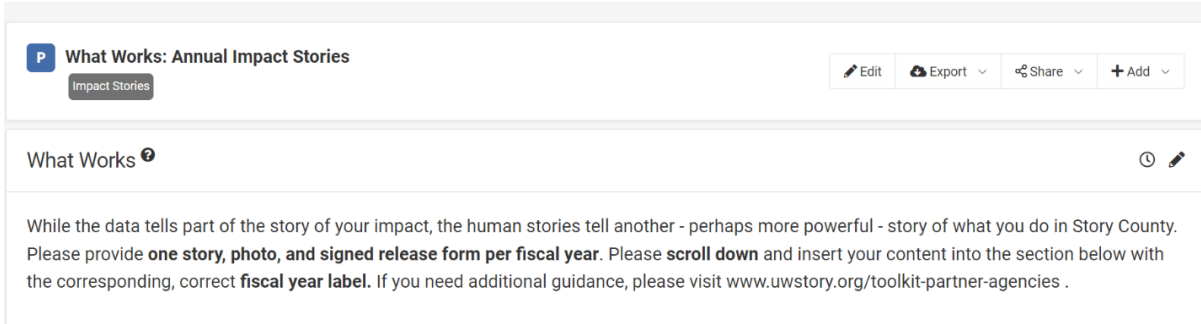 P What Works: Annual Impact Stories
Impact Stories
Edit Export Share + Add
What Works ?
While the data tells part of the story of your impact, the human stories tell another - perhaps more powerful - story of what you do in Story County.
Please provide one story, photo, and signed release form per fiscal year. Please scroll down and insert your content into the section below with
the corresponding, correct fiscal year label. If you need additional guidance, please visit www.uwstory.org/toolkit-partner-agencies .